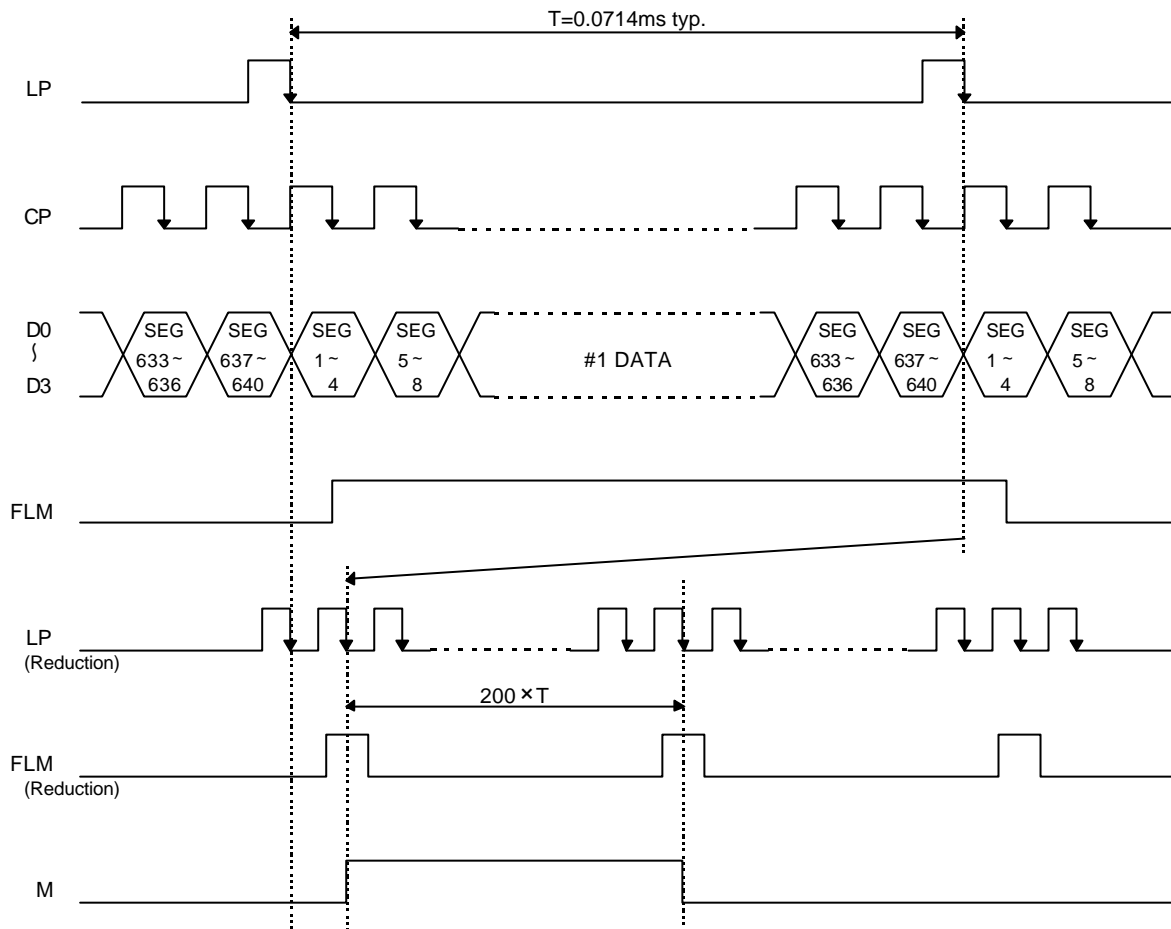 T=0.0714ms typ.
LP
CP
D0
~
D3
SEG
633~
636
SEG
637~
640
SEG
1~
4
SEG
5~
8
#1 DATA
SEG
633~
636
SEG
637~
640
SEG
1~
4
SEG
5~
8
FLM
LP
(Reduction)
200×T
FLM
(Reduction)
M